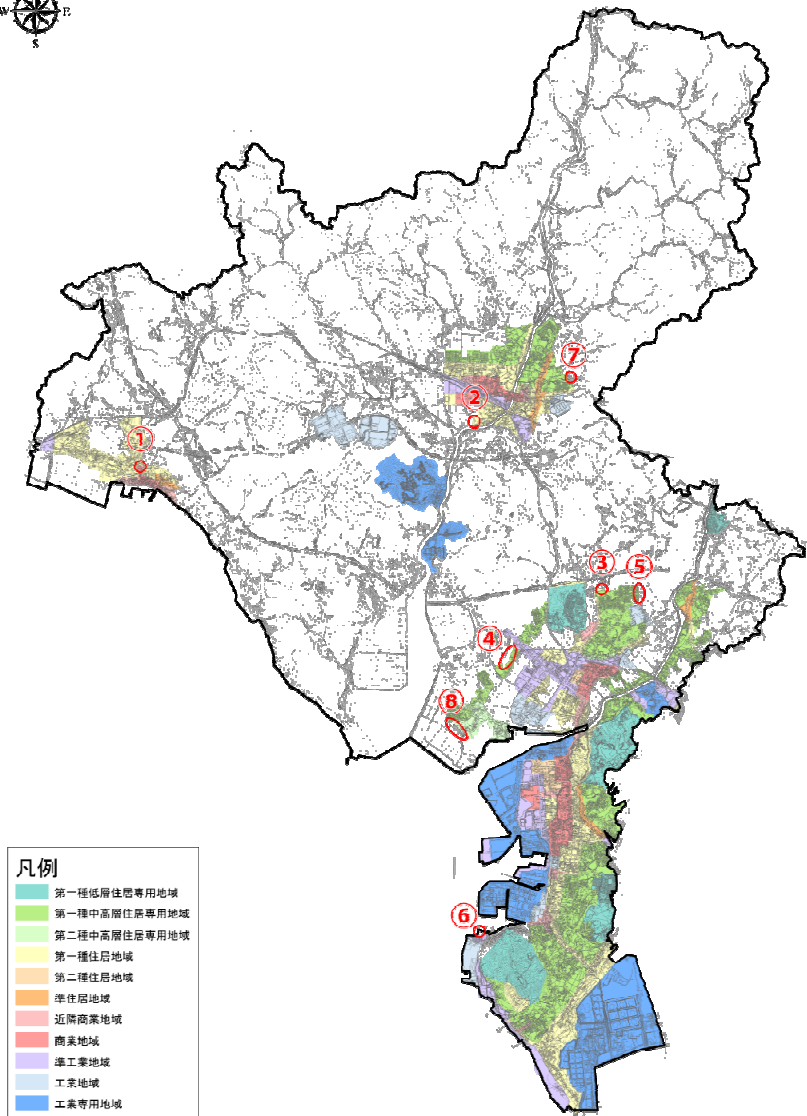 W E
S
⑦
②
①
③ ⑤
④
⑧
⑥
凡例
第一種低層住居専用地域
第一種中高層住居専用地域
第二種中高層住居専用地域
第一種住居地域
第二種住居地域
準住居地域
近隣商業地域
商業地域
準工業地域
工業地域
工業専用地域